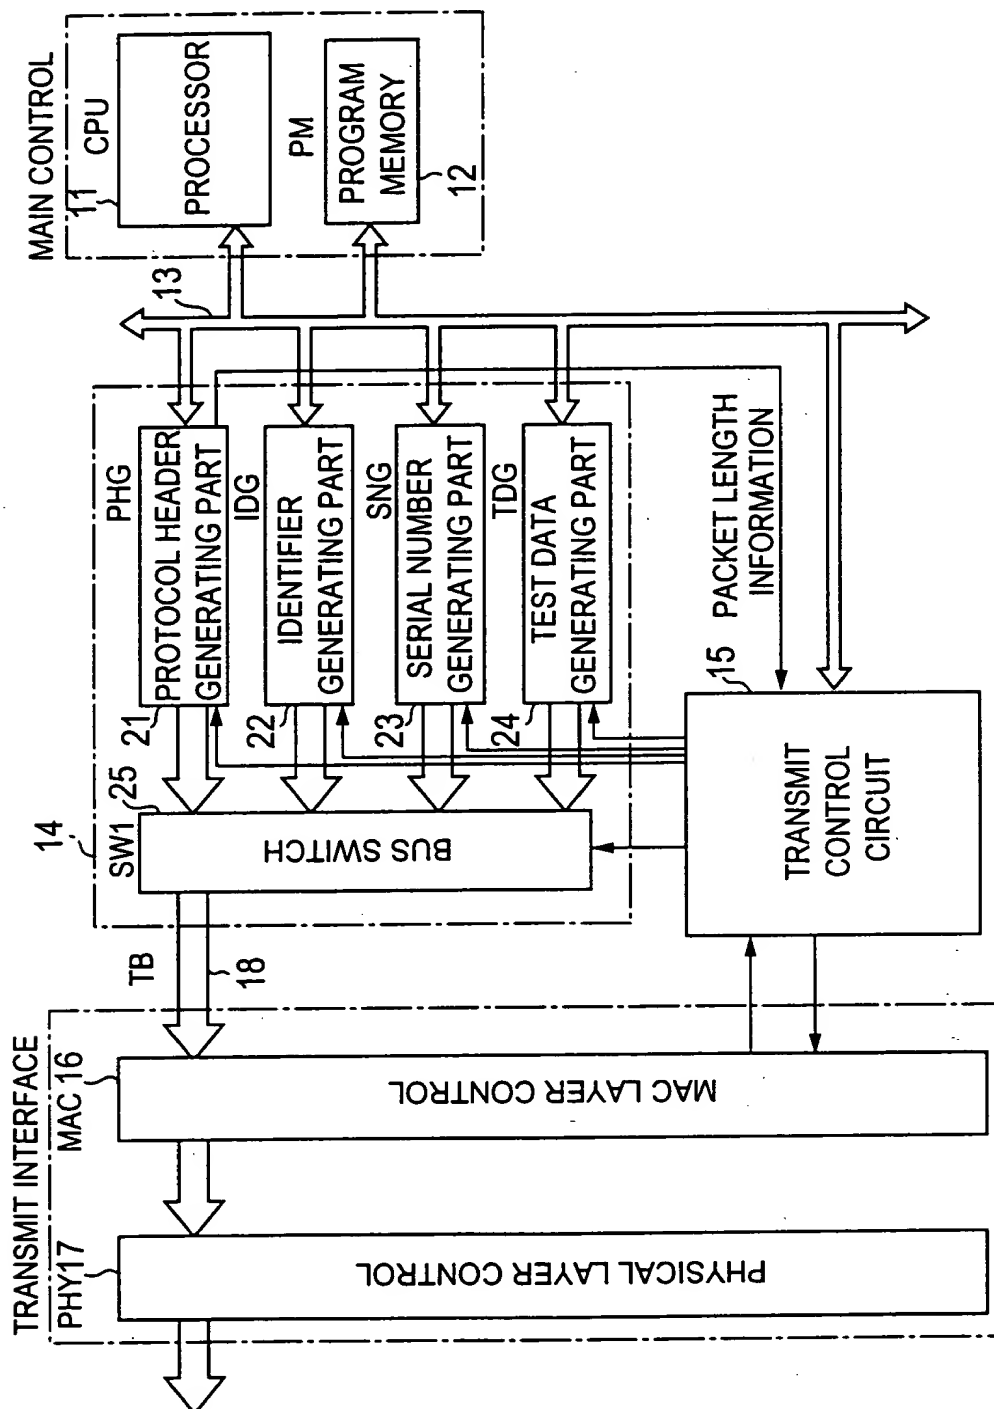 MAIN CONTROL
11
CPU
PROCESSOR
PM
PROGRAM
MEMORY
12
13
14
PHG
PROTOCOL HEADER
GENERATING PART
21
IDG
IDENTIFIER
GENERATING PART
22
SNG
SERIAL NUMBER
GENERATING PART
23
TDG
TEST DATA
GENERATING PART
24
PACKET LENGTH
INFORMATION
SW1
25
BUS SWITCH
15
TRANSMIT
CONTROL
CIRCUIT
TB
18
TRANSMIT INTERFACE
MAC 16
MAC LAYER CONTROL
PHY17
PHYSICAL LAYER CONTROL